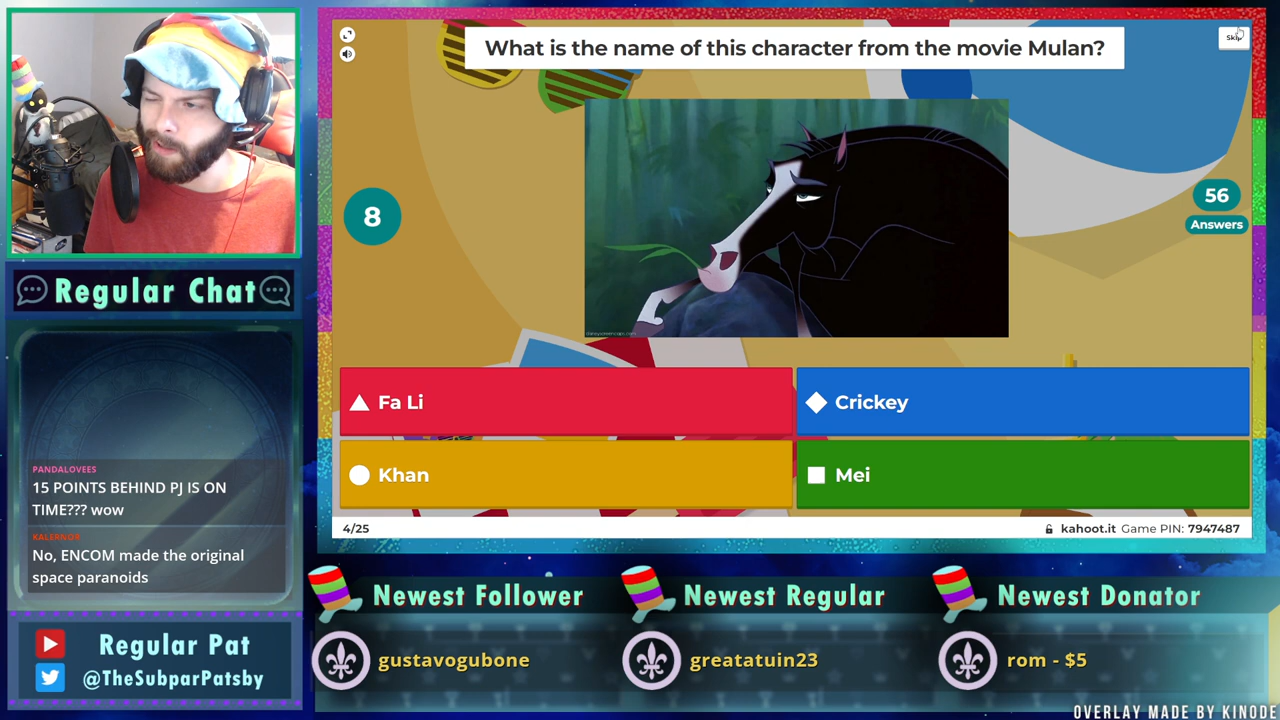 What is the name of this character from the movie Mulan?
Skip
8
56
Answers
Fa Li
Crickey
Khan
Mei
4/25
kahoot.it Game PIN: 7947487
Regular Chat
PANDALOVEES
15 POINTS BEHIND PJ IS ON
TIME??? wow
KALERNOR
No, ENCOM made the original
space paranoids
Regular Pat
@TheSubparPatsby
Newest Follower
gustavogubone
Newest Regular
greatatuin23
Newest Donator
rom - $5
OVERLAY MADE BY KINODE